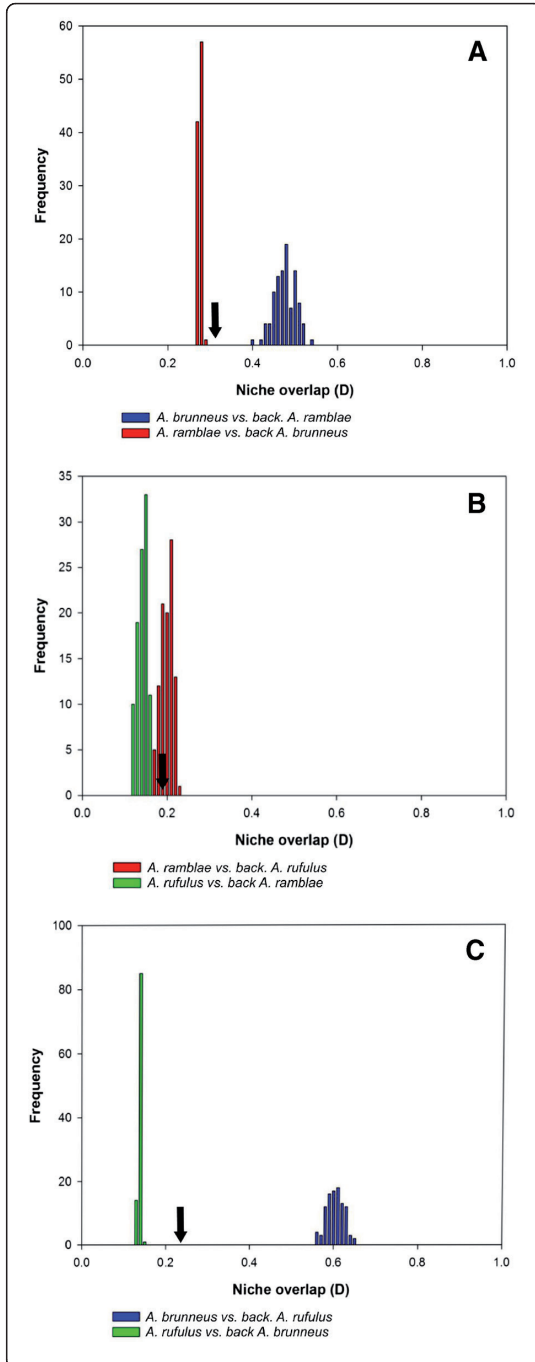 A
60
50
40
30
20
10
0
Frequency
0.0 0.2 0.4 0.6 0.8 1.0
Niche overlap (D)
A. brunneus vs. back. A. ramblae
A. ramblae vs. back A. brunneus
B
35
30
25
20
15
10
5
0
Frequency
0.0 0.2 0.4 0.6 0.8 1.0
Niche overlap (D)
A. ramblae vs. back. A. rufulus
A. rufulus vs. back A. ramblae
C
100
80
60
40
20
0
Frequency
0.0 0.2 0.4 0.6 0.8 1.0
Niche overlap (D)
A. brunneus vs. back. A. rufulus
A. rufulus vs. back A. brunneus